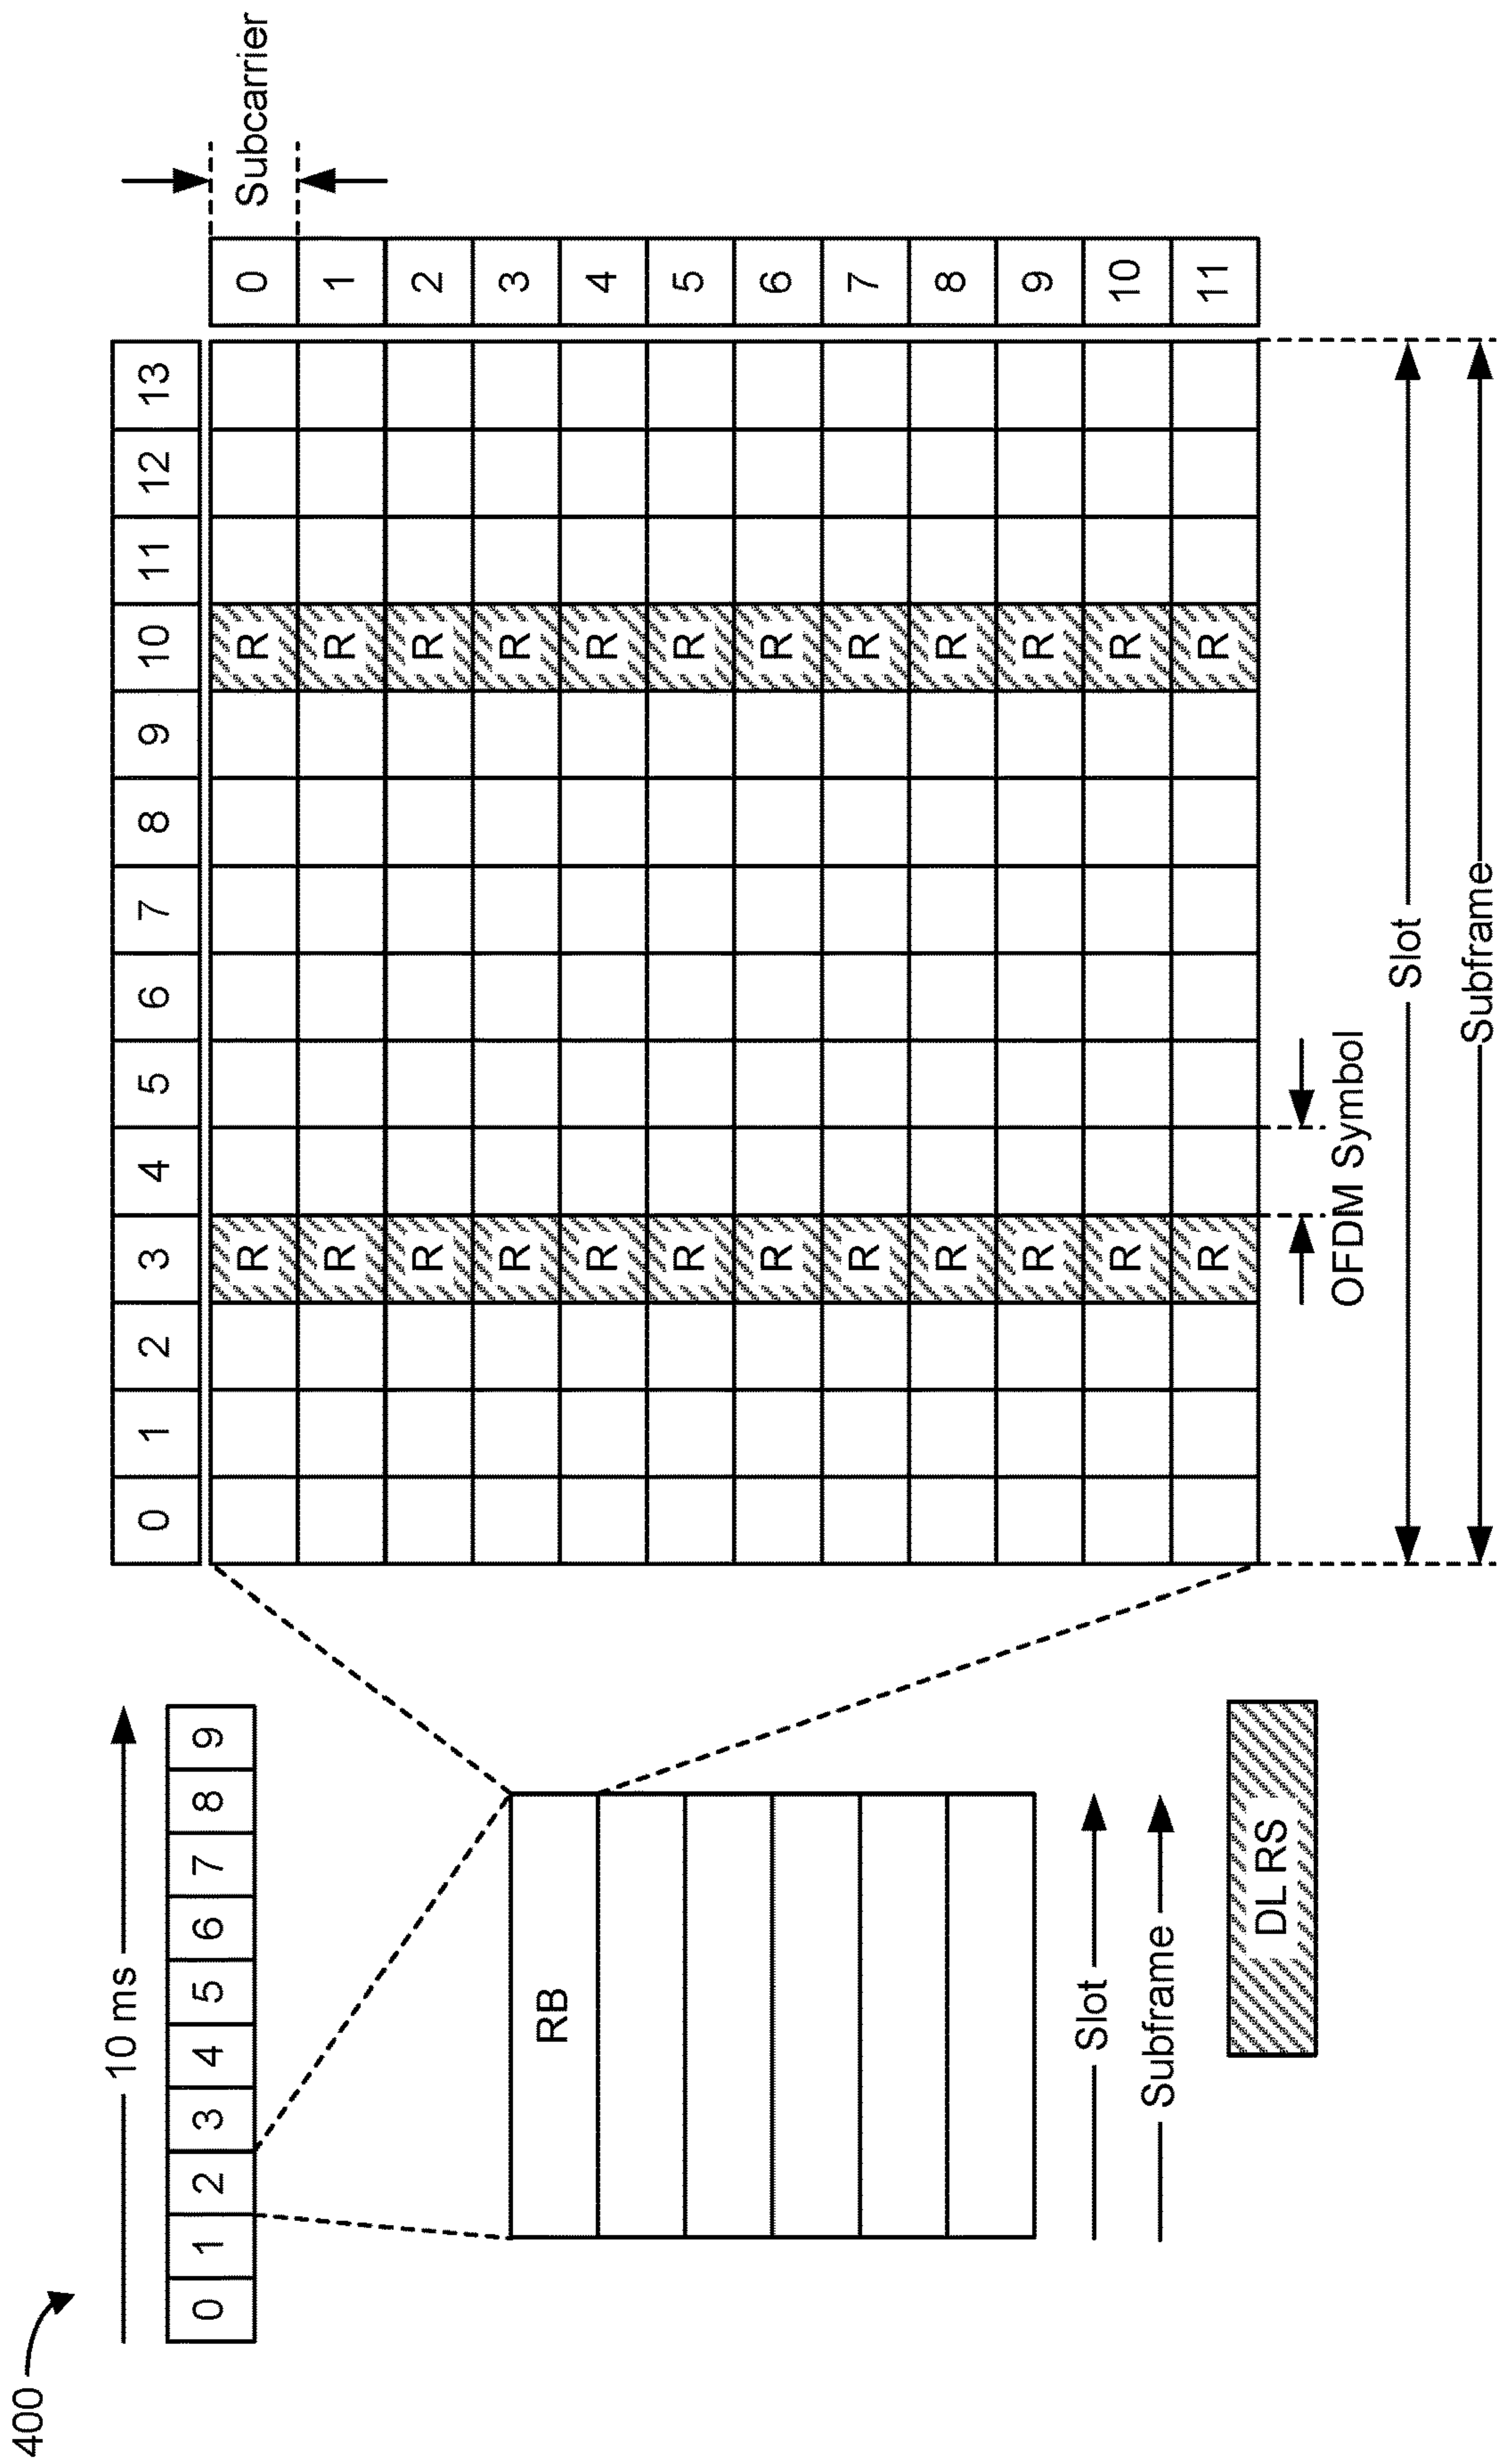 400
10 ms
0 1 2 3 4 5 6 7 8 9
RB
Slot
Subframe
DL RS
0 1 2 3 4 5 6 7 8 9 10 11 12 13
Subcarrier
R R 0
R R 1
R R 2
R R 3
R R 4
R R 5
R R 6
R R 7
R R 8
R R 9
R R 10
R R 11
OFDM Symbol
Slot
Subframe